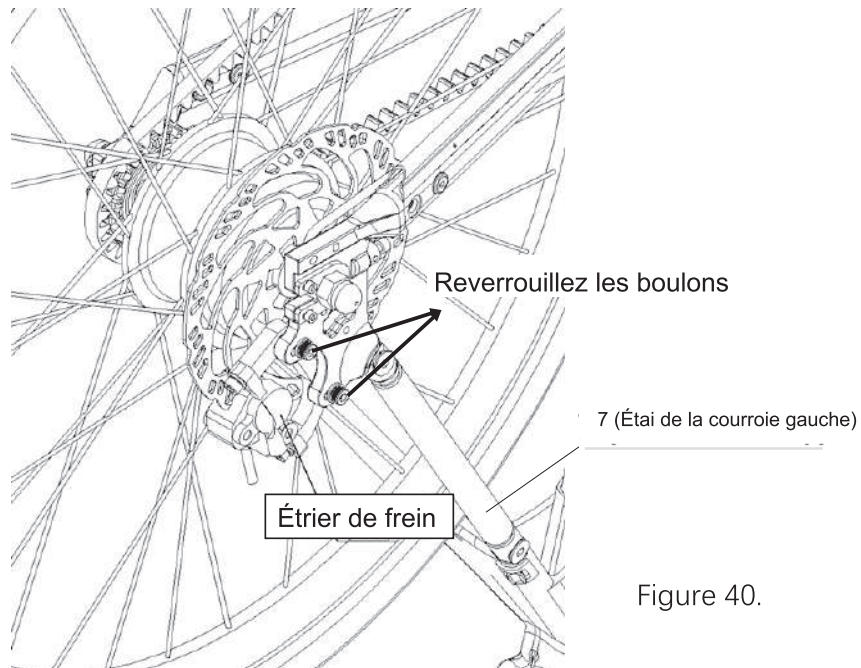 Reverrouillez les boulons
7 (Étai de la courroie gauche)
Étrier de frein
Figure 40.